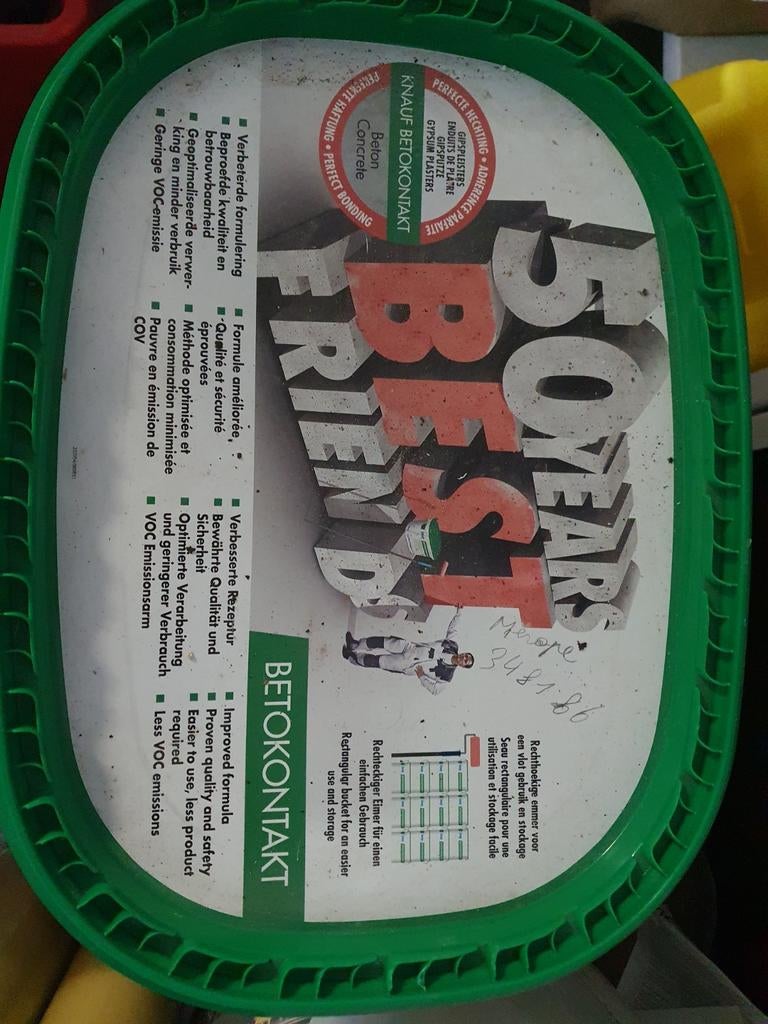 PERFECTE HECHTING • ADHERENCE PARFAITE
PERFEKTE HAFTUNG • PERFECT BONDING
GIPSPLEISTERS
ENDUITS DE PLÂTRE
GIPSPUTZE
GYPSUM PLASTERS
KNAUF BETOKONTAKT
Beton
Concrete
50 YEARS
BEST
FRIENDS
3481 86
Rechthoekige emmer voor
een vlot gebruik en stockage
Seau rectangulaire pour une
utilisation et stockage facile
Rechteckiger Eimer für einen
einfachen Gebrauch
Rectangular bucket for an easier
use and storage
BETOKONTAKT
■ Verbeterde formulering
■ Beproefde kwaliteit en
betrouwbaarheid
■ Geoptimaliseerde verwer-
king en minder verbruik
■ Geringe VOC-emissie
■ Formule améliorée,
■ Qualité et sécurité
éprouvées
■ Méthode optimisée et
consommation minimisée
■ Pauvre en émission de
COV
■ Verbesserte Rezeptur
■ Bewährte Qualität und
Sicherheit
■ Optimierte Verarbeitung
und geringerer Verbrauch
■ VOC Emissionsarm
■ Improved formula
■ Proven quality and safety
■ Easier to use, less product
required
■ Less VOC emissions